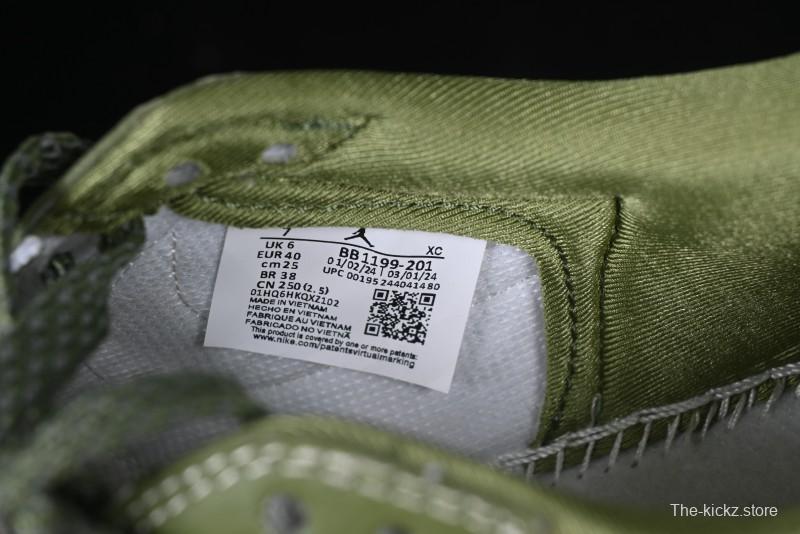 7 XC
UK 6 BB1199-201
EUR 40 01/02/24 | 03/01/24
cm 25 UPC 00195244041480
BR 38
CN 250(2.5)
01HQ6HKQXZ102
MADE IN VIETNAM
HECHO EN VIETNAM
FABRIQUE AU VIETNAM
FABRICADO NO VIETNÃ
This product is covered by one or more patents:
www.nike.com/patentsvirtualmarking
The-kickz.store